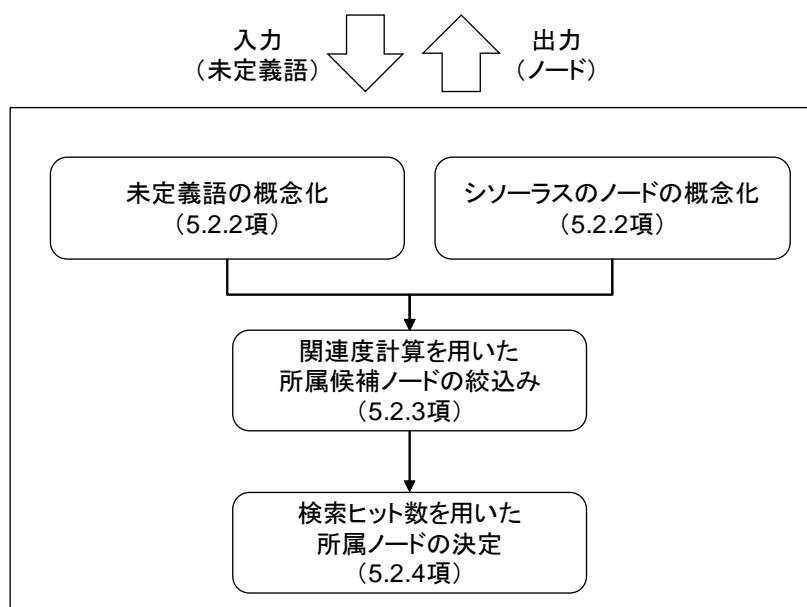 入力
（未定義語）
出力
（ノード）
未定義語の概念化
（5.2.2項）
シソーラスのノードの概念化
（5.2.2項）
関連度計算を用いた
所属候補ノードの絞込み
（5.2.3項）
検索ヒット数を用いた
所属ノードの決定
（5.2.4項）